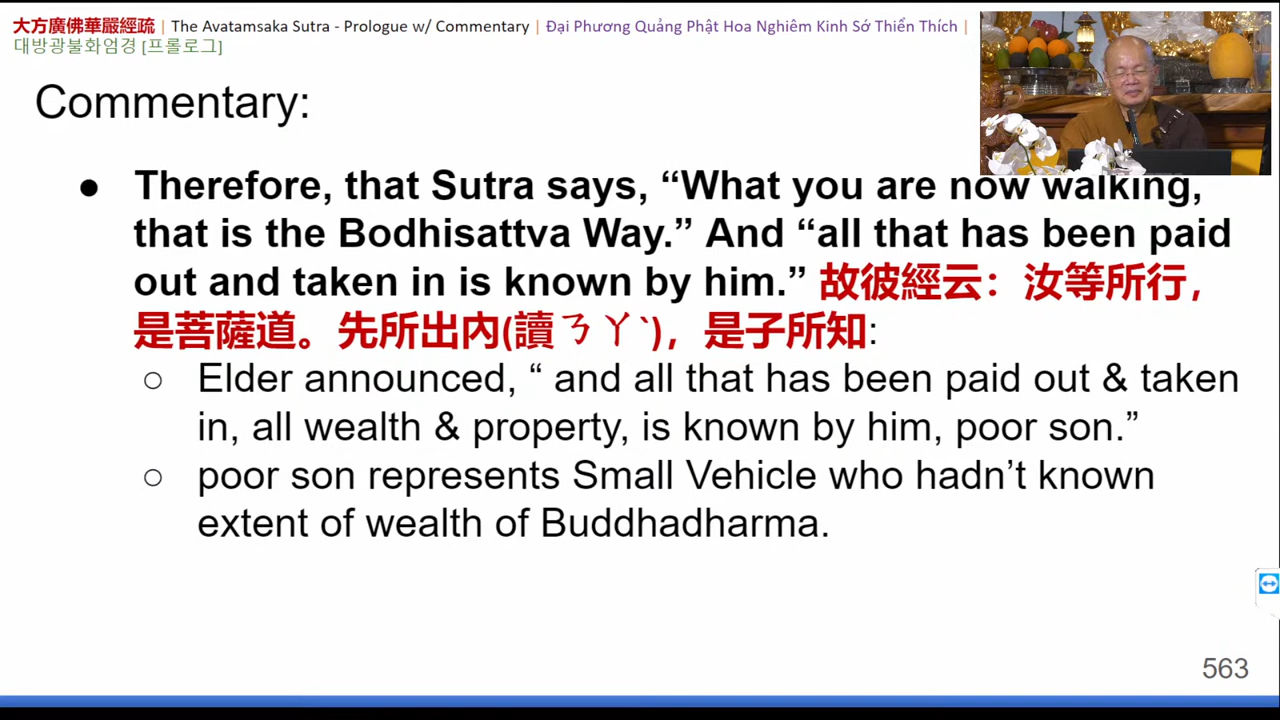 大方廣佛華嚴經疏 | The Avatamsaka Sutra - Prologue w/ Commentary | Đại Phương Quảng Phật Hoa Nghiêm Kinh Sớ Thiển Thích |
대방광불화엄경 [프롤로그]
Commentary:
● Therefore, that Sutra says, “What you are now walking,
that is the Bodhisattva Way.” And “all that has been paid
out and taken in is known by him.” 故彼經云：汝等所行，
是菩薩道。先所出內(讀ㄋㄚˋ)，是子所知:
○ Elder announced, “ and all that has been paid out & taken
in, all wealth & property, is known by him, poor son.”
○ poor son represents Small Vehicle who hadn’t known
extent of wealth of Buddhadharma.
563